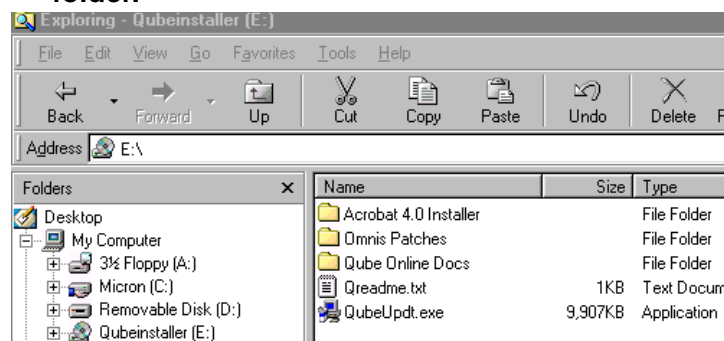 folder.
Exploring - Qubeinstaller (E:)
File Edit View Go Favorites Tools Help
Back Forward Up Cut Copy Paste Undo Delete
Address E:\
Folders x Name Size Type
Desktop Acrobat 4.0 Installer File Folder
My Computer Omnis Patches File Folder
3½ Floppy (A:) Qube Online Docs File Folder
Micron (C:) Qreadme.txt 1KB Text Docum
Removable Disk (D:) QubeUpdt.exe 9,907KB Application
Qubeinstaller (E:)